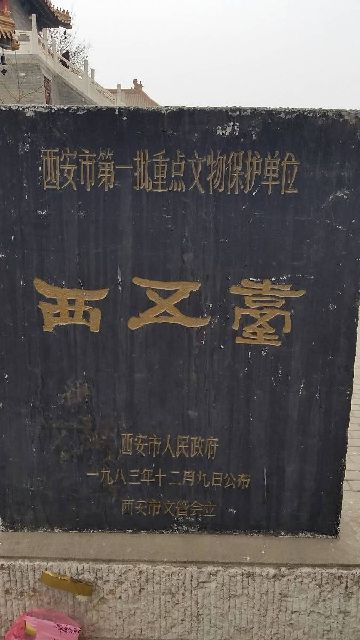 西安市第一批重点文物保护单位
西五臺
西安市人民政府
一九八三年十二月九日公布
西安市文管会立